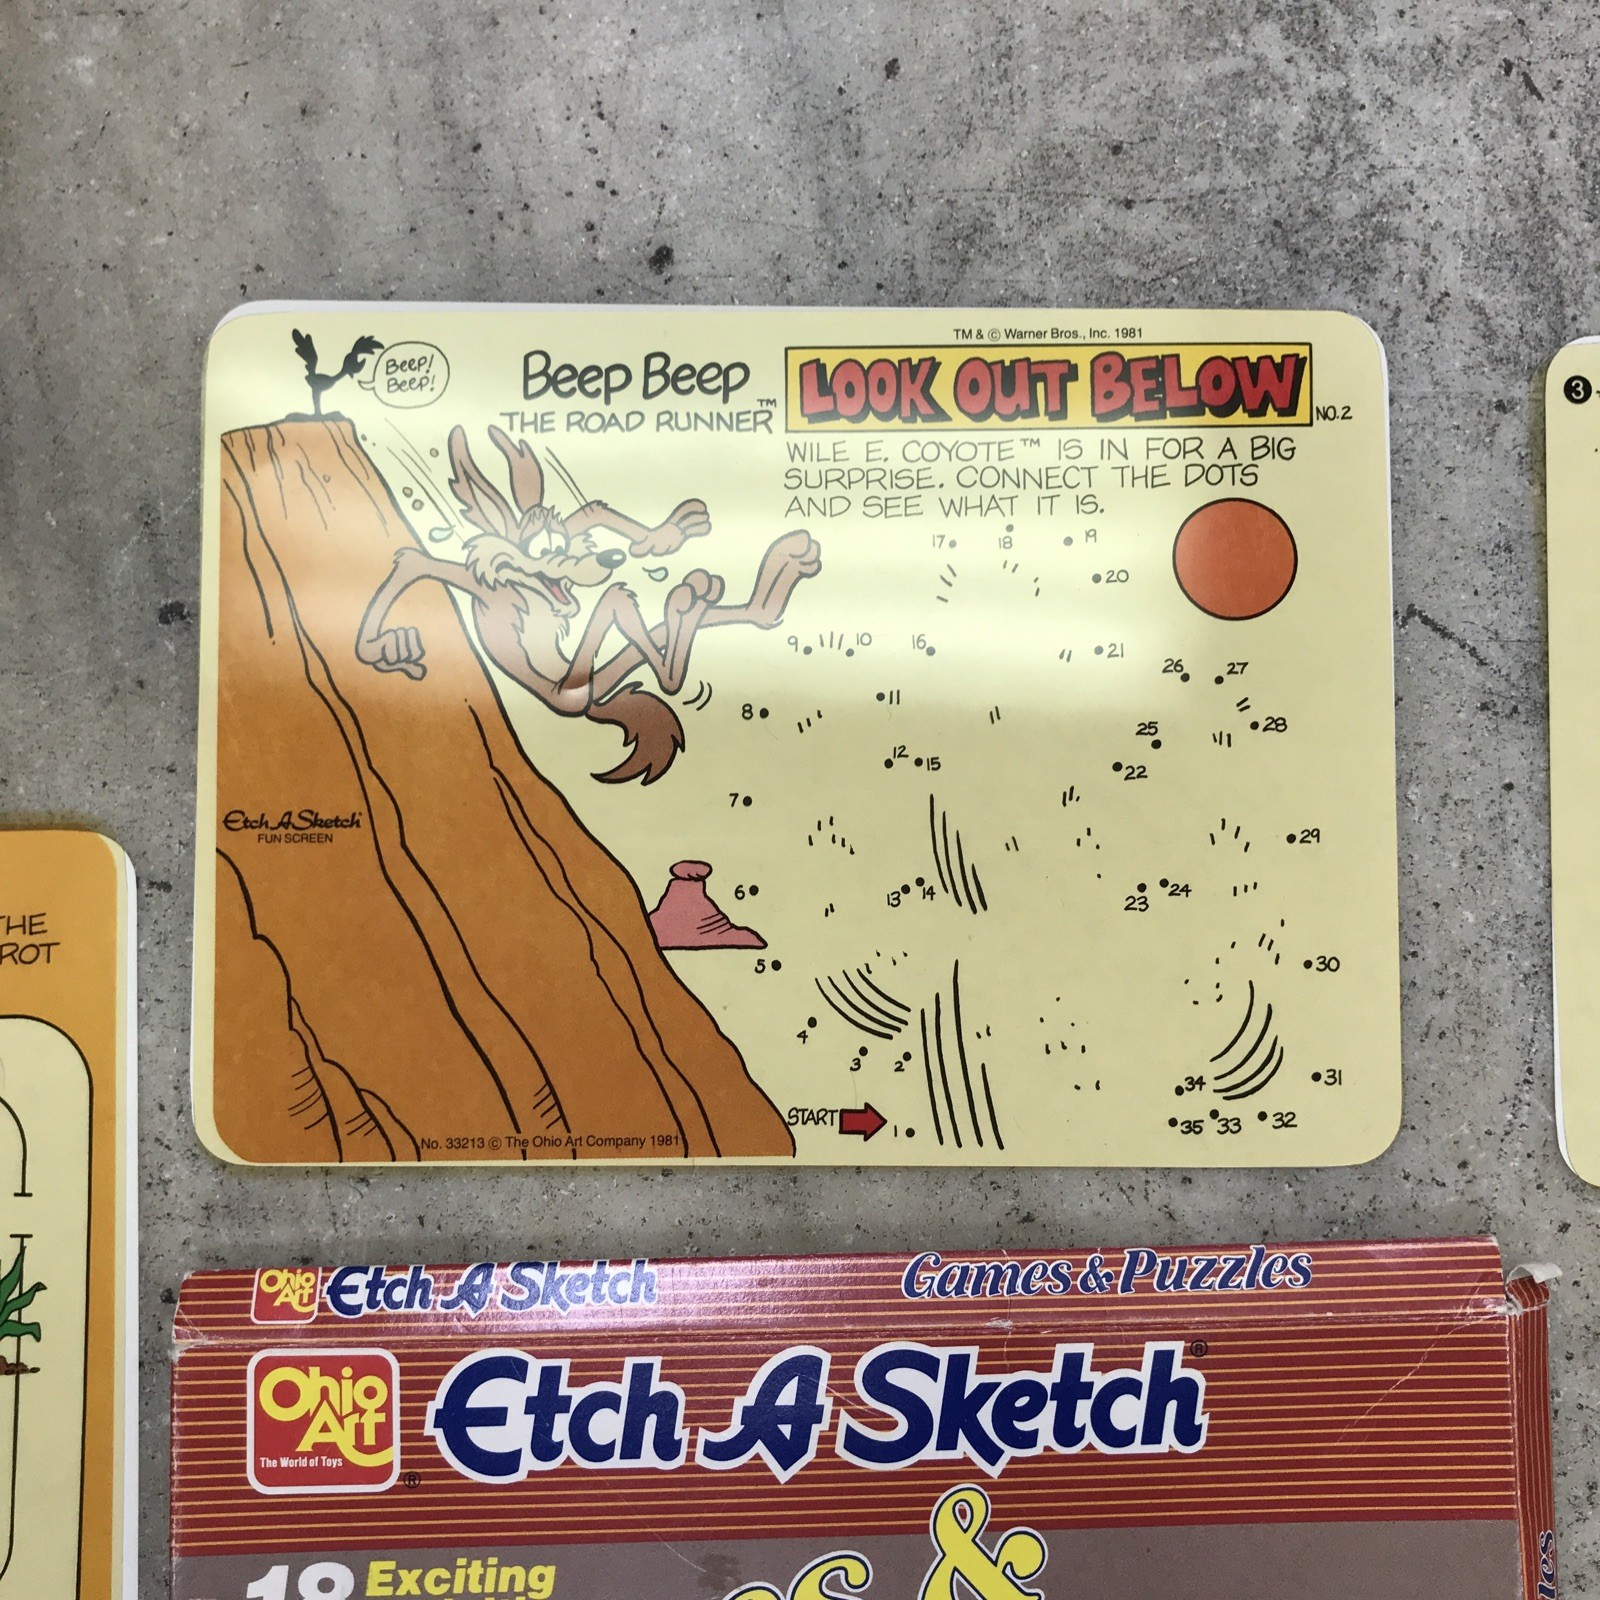 TM & © Warner Bros., Inc. 1981
BEEP!
BEEP!
Beep Beep
THE ROAD RUNNER™
LOOK OUT BELOW
NO. 2
WILE E. COYOTE™ IS IN FOR A BIG
SURPRISE. CONNECT THE DOTS
AND SEE WHAT IT IS.
17 18 19
20
9 10 16 21
26 27
8 11
25 28
12 15 22
7
29
6 13 14 23 24
5 30
4
3 2 34 31
START 1 35 33 32
Etch A Sketch
FUN SCREEN
No. 33213 © The Ohio Art Company 1981
THE
ROT
3
Ohio Art Etch A Sketch Games & Puzzles
Ohio Art
The World of Toys
®
Etch A Sketch®
&
18 Exciting